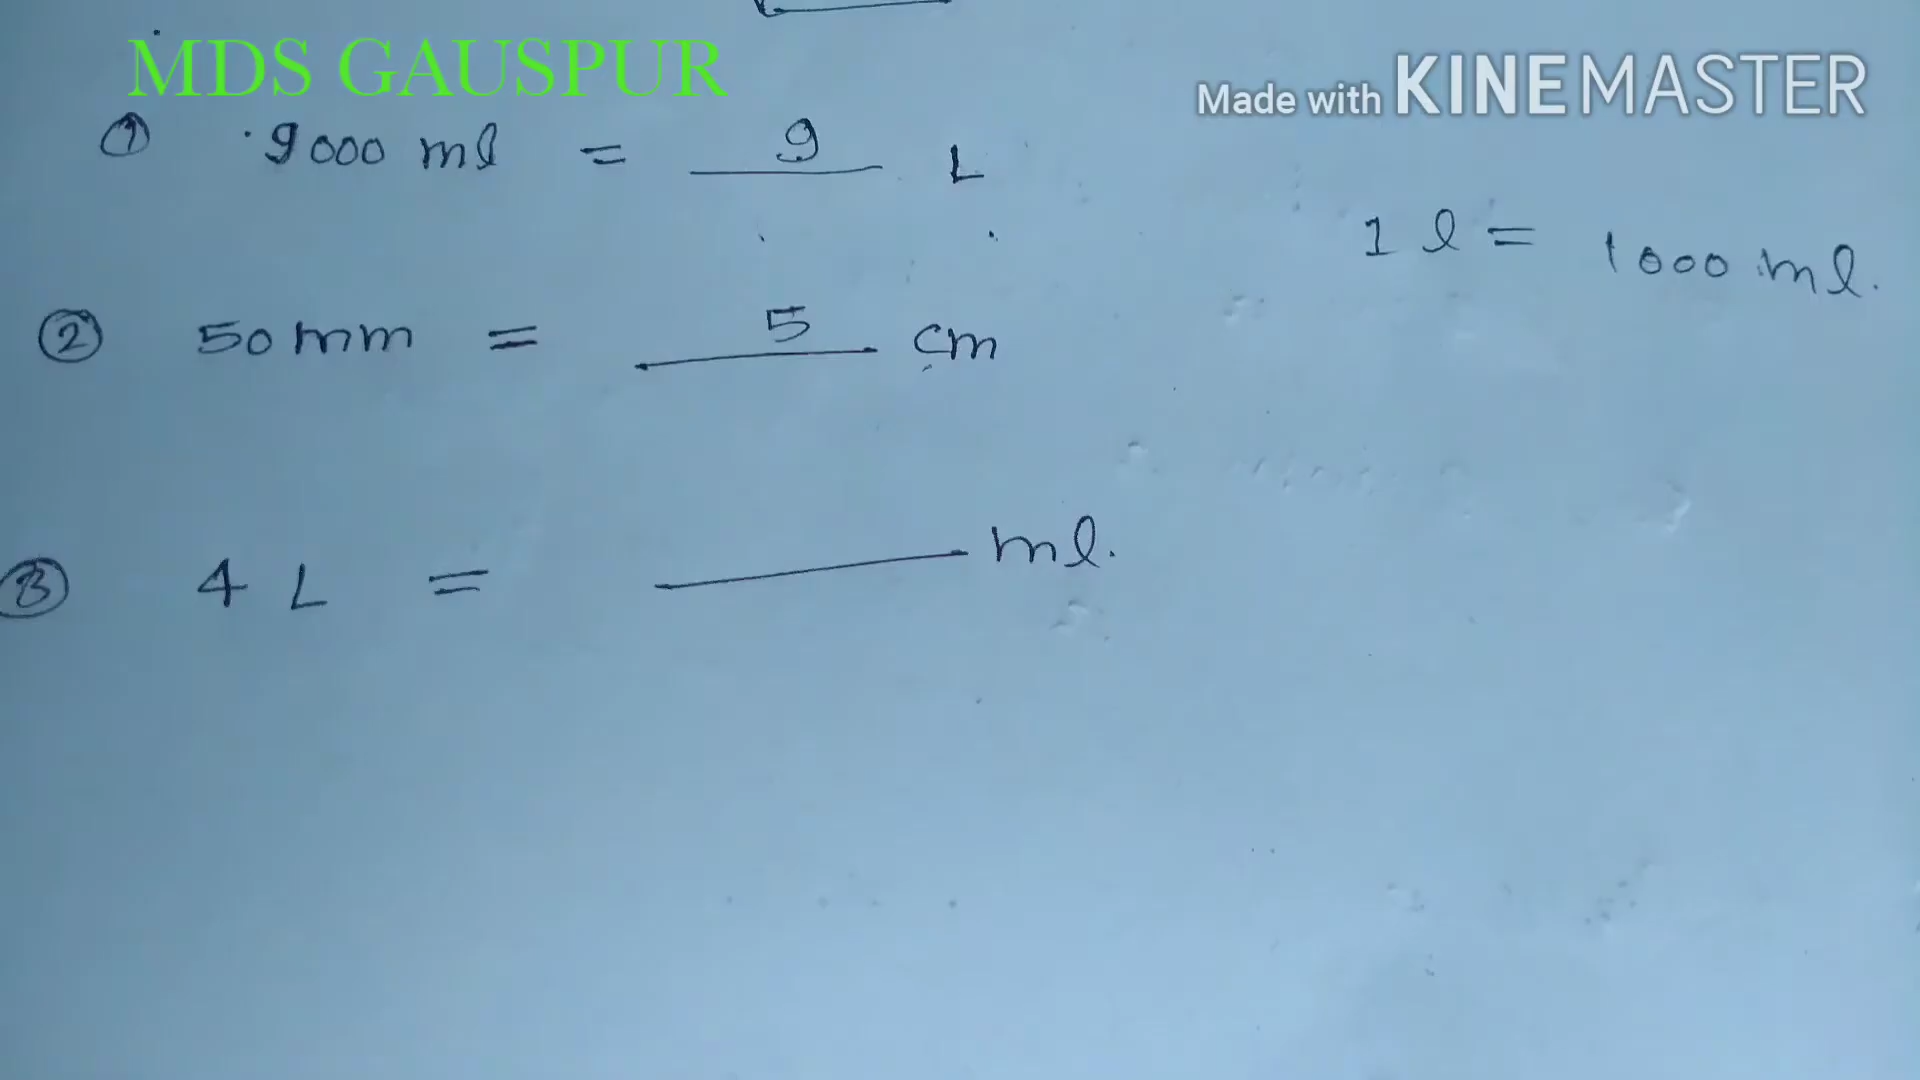 MDS GAUSPUR
Made with KINEMASTER
① 9000 ml = 9 L
1 l = 1000 ml.
② 50 mm = 5 cm
③ 4 L = ____ ml.